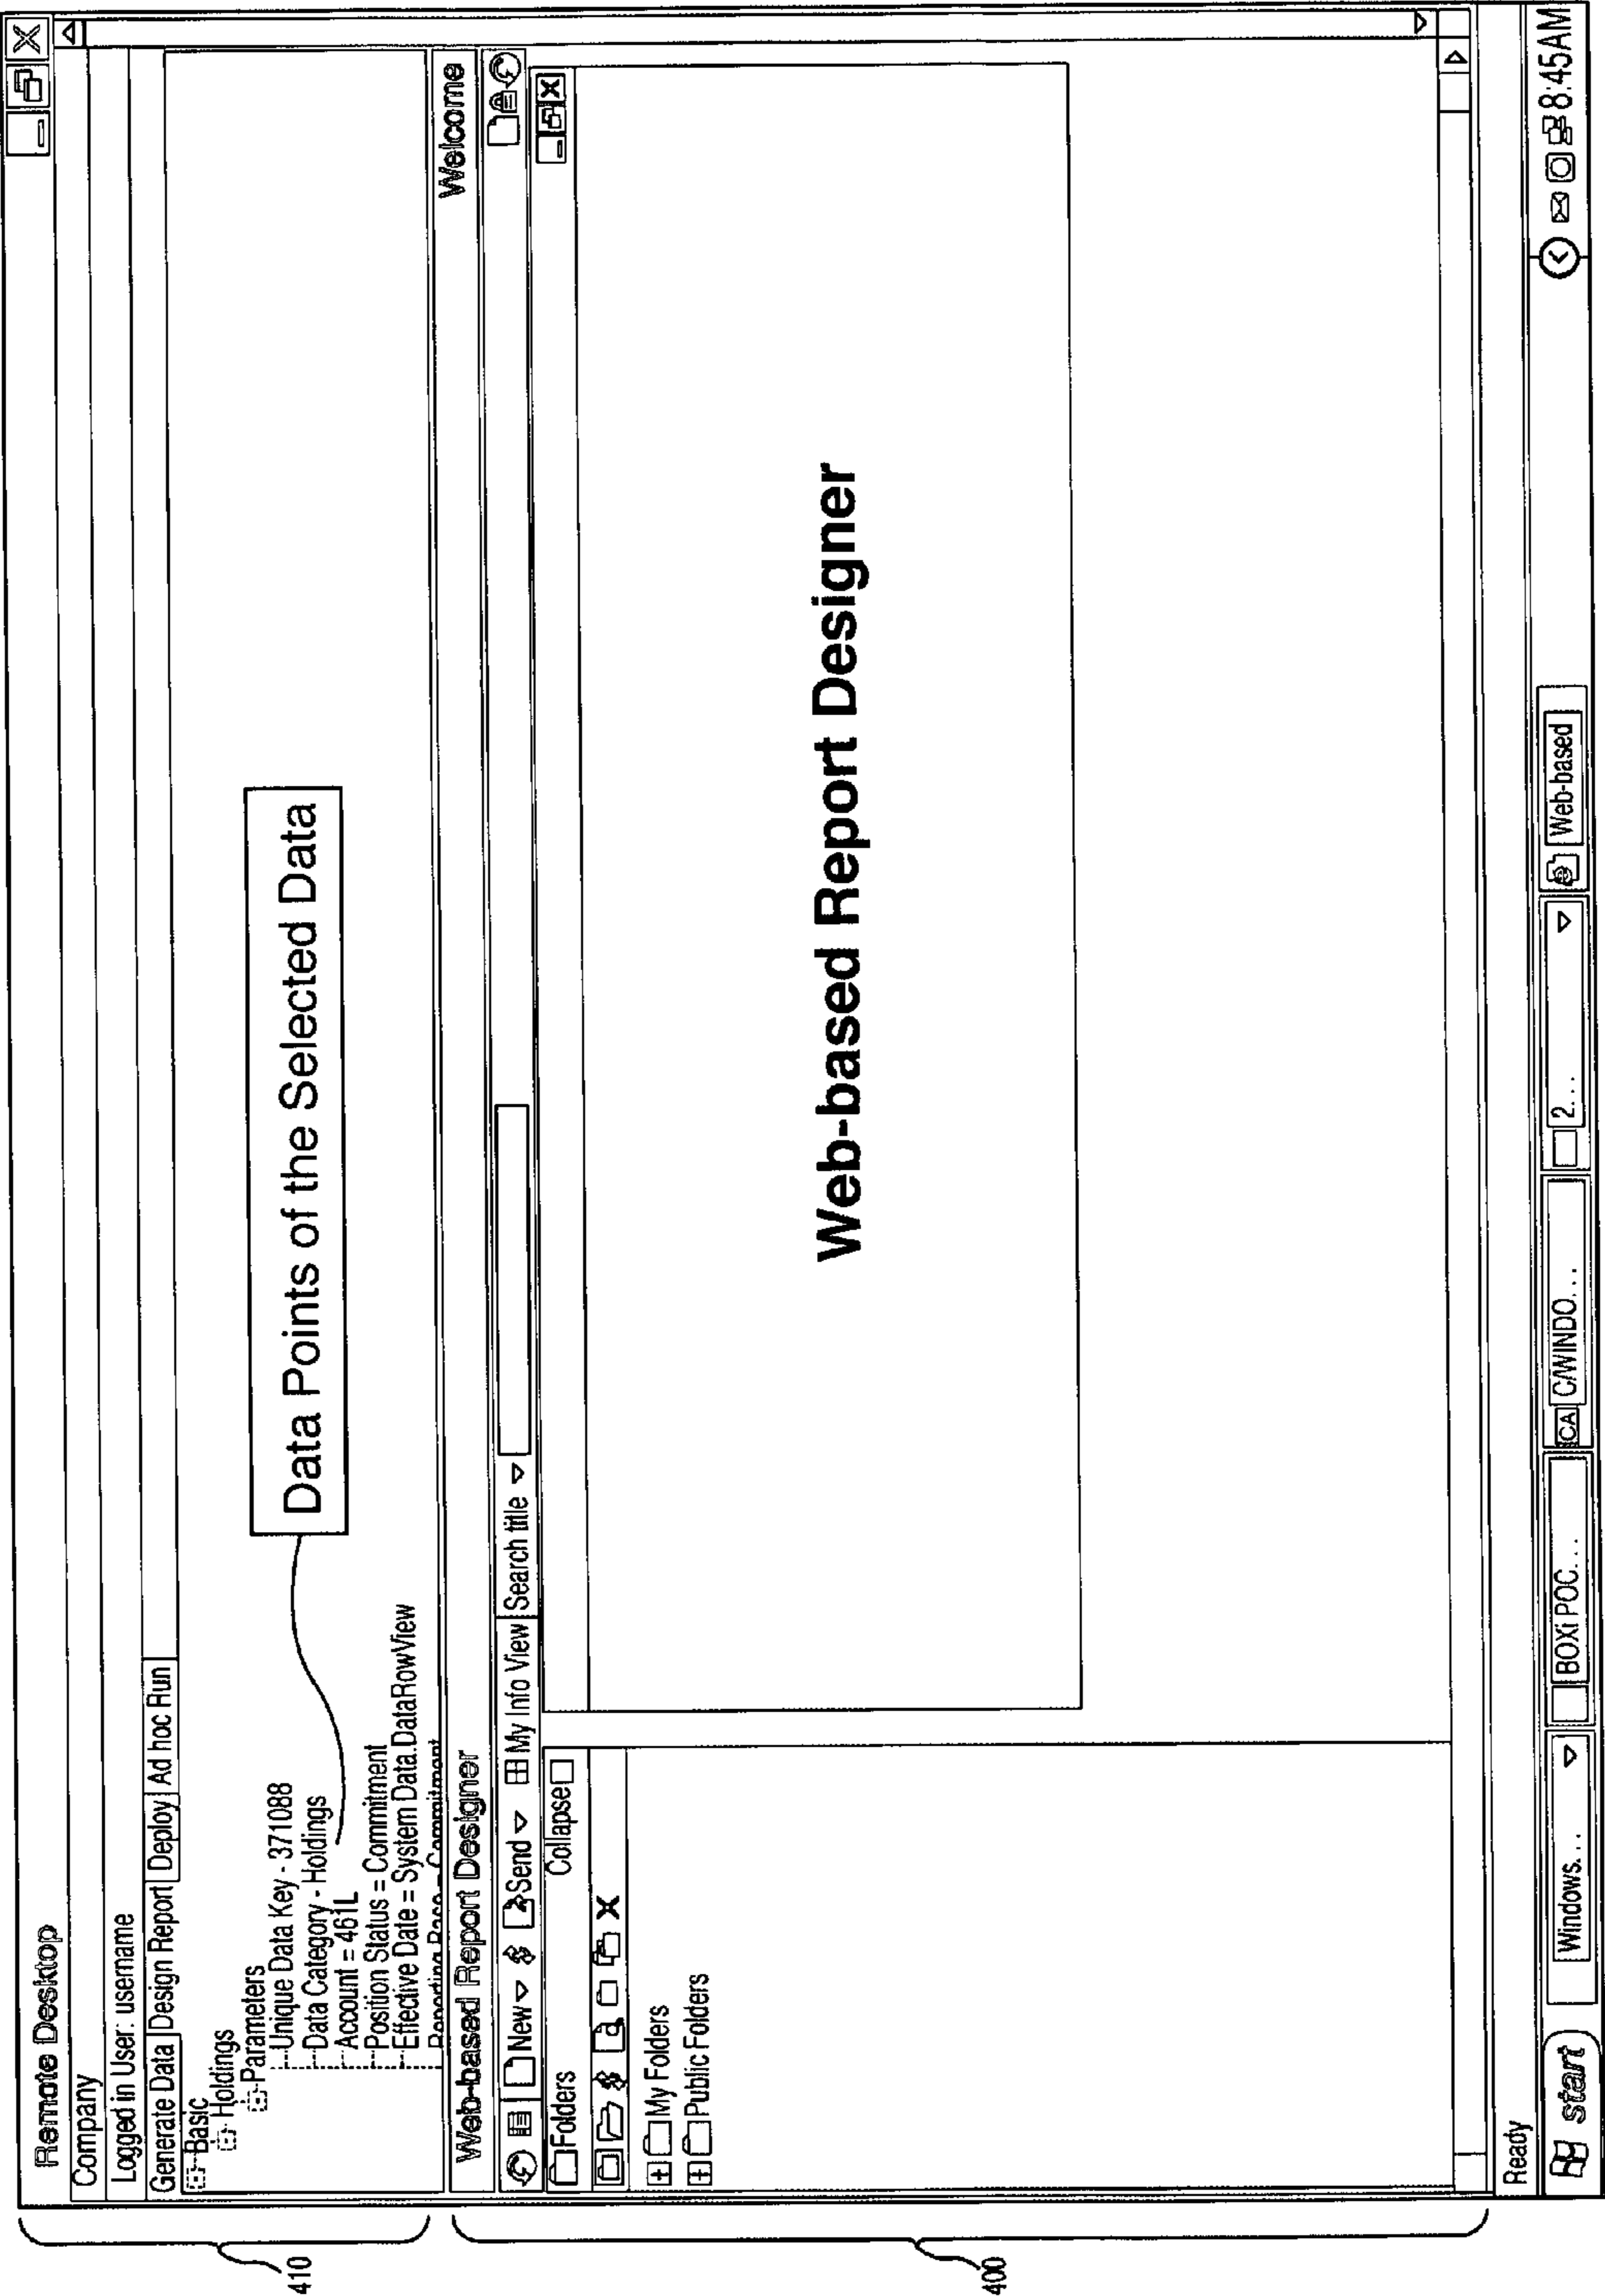 Remote Desktop
Company
Logged in User: username
Generate Data Design Report Deploy Ad hoc Run
Basic
Holdings
Parameters
Unique Data Key - 371088
Data Category - Holdings
Account = 461L
Position Status = Commitment
Effective Date = System Data.DataRowView
Reporting Base = Commitment
Data Points of the Selected Data
410
Web-based Report Designer Welcome
New Send My Info View Search title
Folders Collapse
My Folders
Public Folders
Web-based Report Designer
400
Ready
start Windows... BOXi POC... CA C/WINDO... 2... Web-based 8:45AM